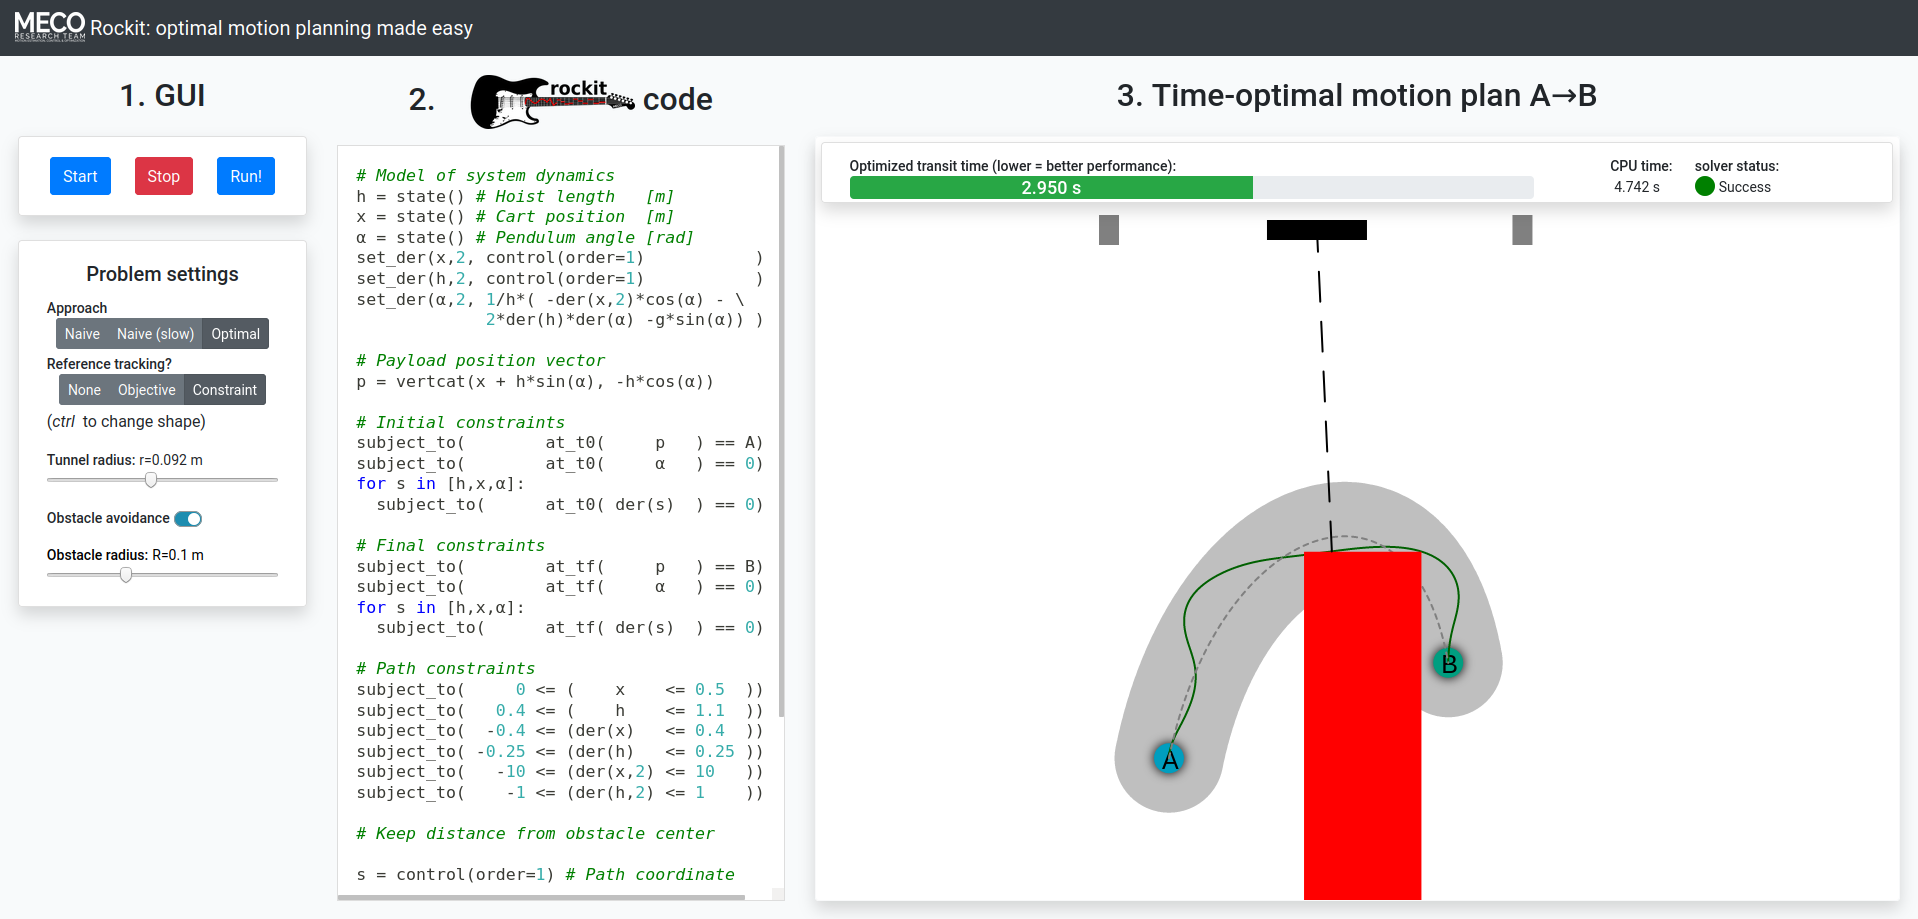 MECO
RESEARCH TEAM
Rockit: optimal motion planning made easy
1. GUI
Start
Stop
Run!
Problem settings
Approach
Naive Naive (slow) Optimal
Reference tracking?
None Objective Constraint
(ctrl to change shape)
Tunnel radius: r=0.092 m
Obstacle avoidance
Obstacle radius: R=0.1 m
2. rockit code
# Model of system dynamics
h = state() # Hoist length   [m]
x = state() # Cart position  [m]
α = state() # Pendulum angle [rad]
set_der(x,2, control(order=1)           )
set_der(h,2, control(order=1)           )
set_der(α,2, 1/h*( -der(x,2)*cos(α) - \
             2*der(h)*der(α) -g*sin(α)) )
# Payload position vector
p = vertcat(x + h*sin(α), -h*cos(α))
# Initial constraints
subject_to(        at_t0(     p   ) == A)
subject_to(        at_t0(     α   ) == 0)
for s in [h,x,α]:
  subject_to(      at_t0( der(s)  ) == 0)
# Final constraints
subject_to(        at_tf(     p   ) == B)
subject_to(        at_tf(     α   ) == 0)
for s in [h,x,α]:
  subject_to(      at_tf( der(s)  ) == 0)
# Path constraints
subject_to(     0 <= (    x    <= 0.5  ))
subject_to(   0.4 <= (    h    <= 1.1  ))
subject_to(  -0.4 <= (der(x)   <= 0.4  ))
subject_to( -0.25 <= (der(h)   <= 0.25 ))
subject_to(   -10 <= (der(x,2) <= 10   ))
subject_to(    -1 <= (der(h,2) <= 1    ))
# Keep distance from obstacle center
s = control(order=1) # Path coordinate
3. Time-optimal motion plan A→B
Optimized transit time (lower = better performance):
2.950 s
CPU time:
4.742 s
solver status:
Success
A
B